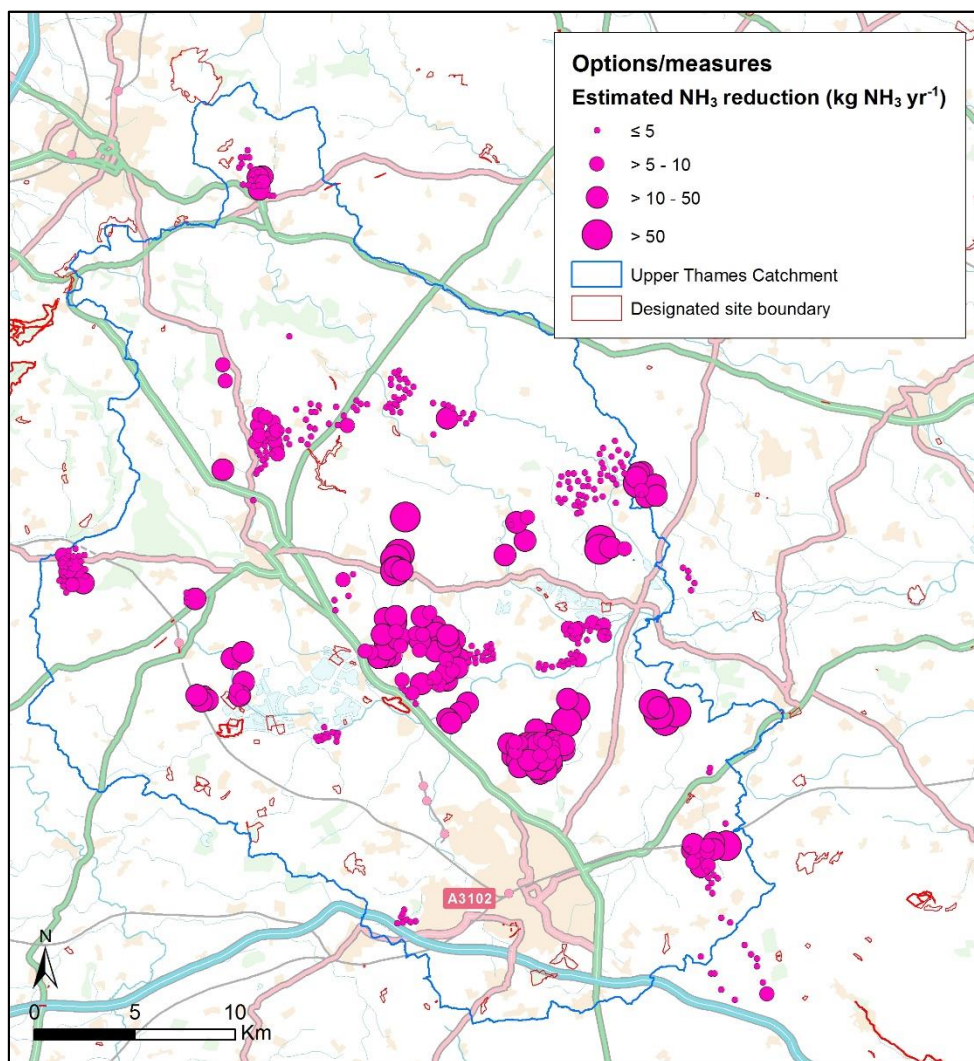 Options/measures
Estimated NH₃ reduction (kg NH₃ yr⁻¹)
≤ 5
> 5 - 10
> 10 - 50
> 50
Upper Thames Catchment
Designated site boundary
A3102
N
0 5 10
Km